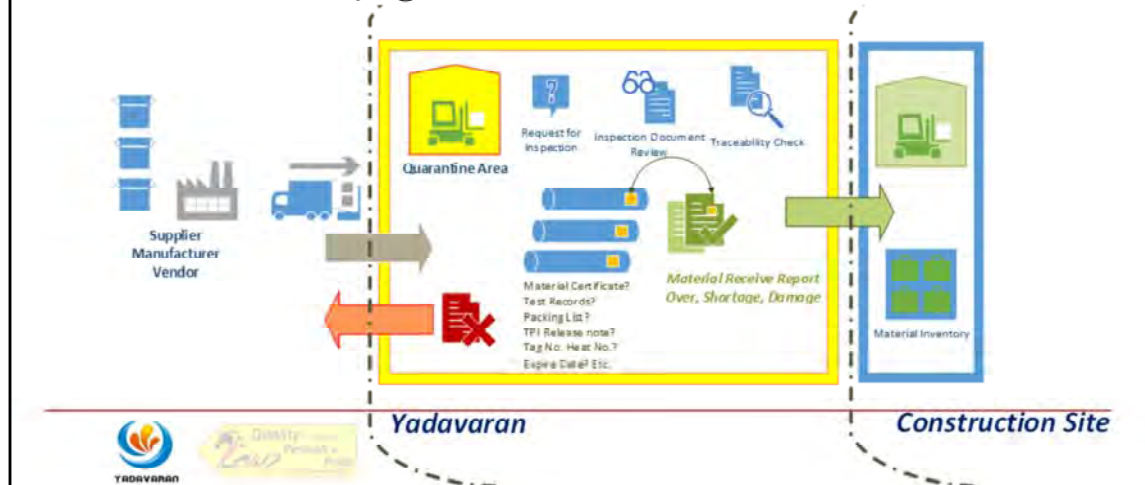 Supplier
Manufacturer
Vendor
Quarantine Area
?
Request for
Inspection
Inspection Document
Review
Traceability Check
Material Certificate?
Test Records?
Packing List?
TPI Release note?
Tag No. Heat No.?
Expire Date? Etc.
Material Receive Report
Over, Shortage, Damage
Material Inventory
Yadavaran
Construction Site
YADAVARAN
Quality